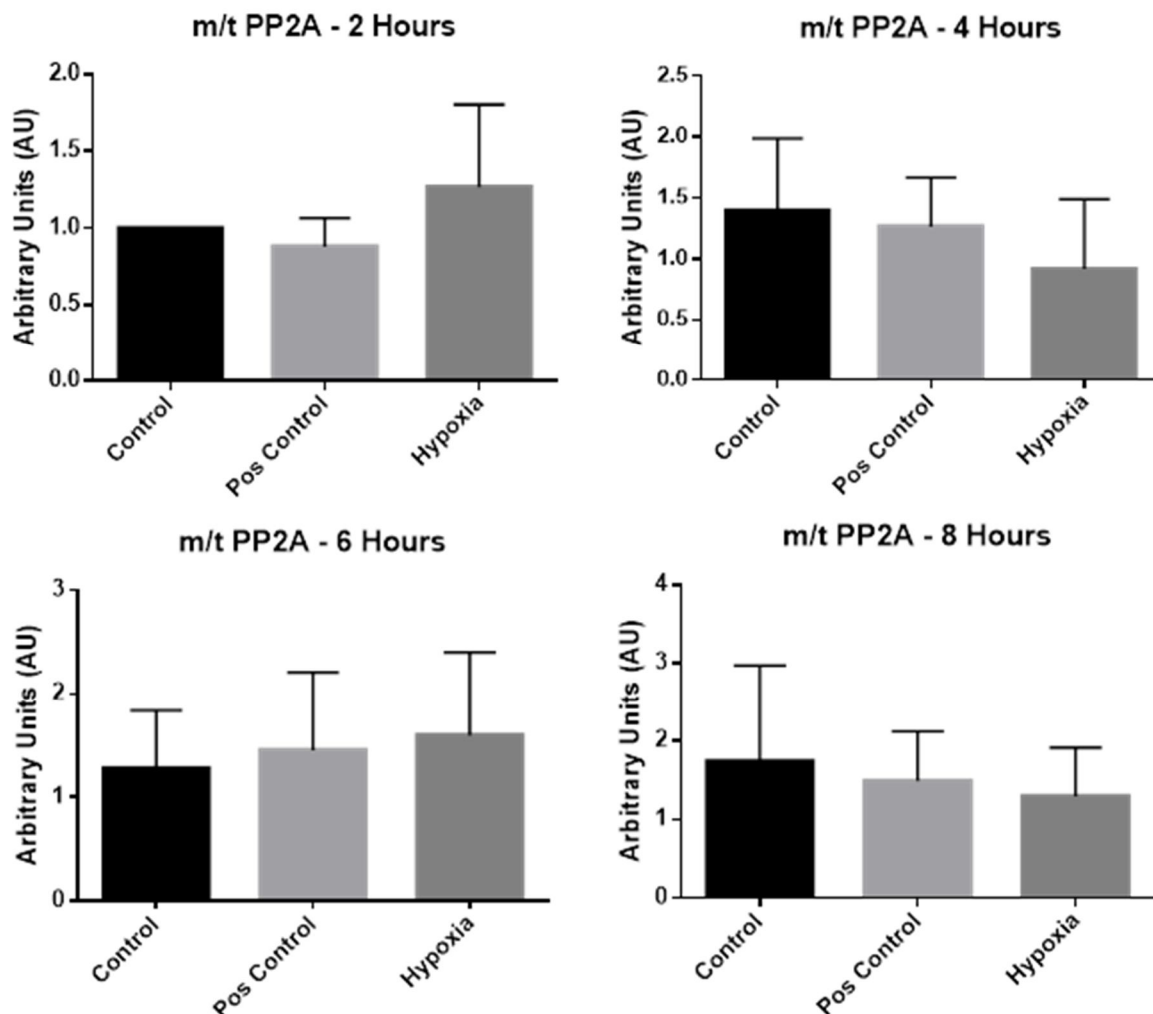 m/t PP2A - 2 Hours
Arbitrary Units (AU)
2.0
1.5
1.0
0.5
0.0
Control
Pos Control
Hypoxia
m/t PP2A - 4 Hours
Arbitrary Units (AU)
2.5
2.0
1.5
1.0
0.5
0.0
Control
Pos Control
Hypoxia
m/t PP2A - 6 Hours
Arbitrary Units (AU)
3
2
1
0
Control
Pos Control
Hypoxia
m/t PP2A - 8 Hours
Arbitrary Units (AU)
4
3
2
1
0
Control
Pos Control
Hypoxia